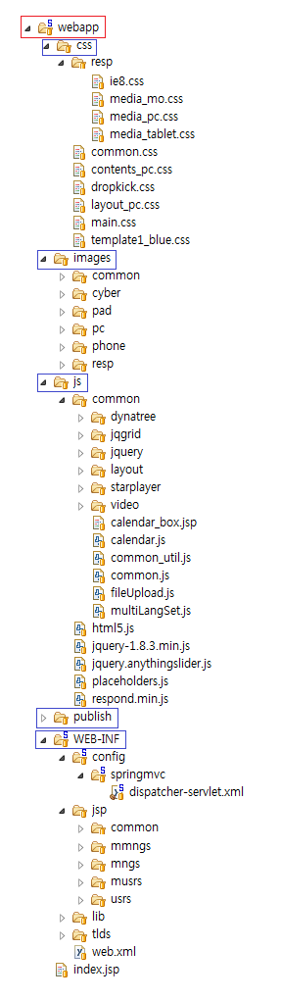 webapp
css
resp
ie8.css
media_mo.css
media_pc.css
media_tablet.css
common.css
contents_pc.css
dropkick.css
layout_pc.css
main.css
template1_blue.css
images
common
cyber
pad
pc
phone
resp
js
common
dynatree
jqgrid
jquery
layout
starplayer
video
calendar_box.jsp
calendar.js
common_util.js
common.js
fileUpload.js
multiLangSet.js
html5.js
jquery-1.8.3.min.js
jquery.anythingslider.js
placeholders.js
respond.min.js
publish
WEB-INF
config
springmvc
dispatcher-servlet.xml
jsp
common
mmngs
mngs
musrs
usrs
lib
tlds
web.xml
index.jsp